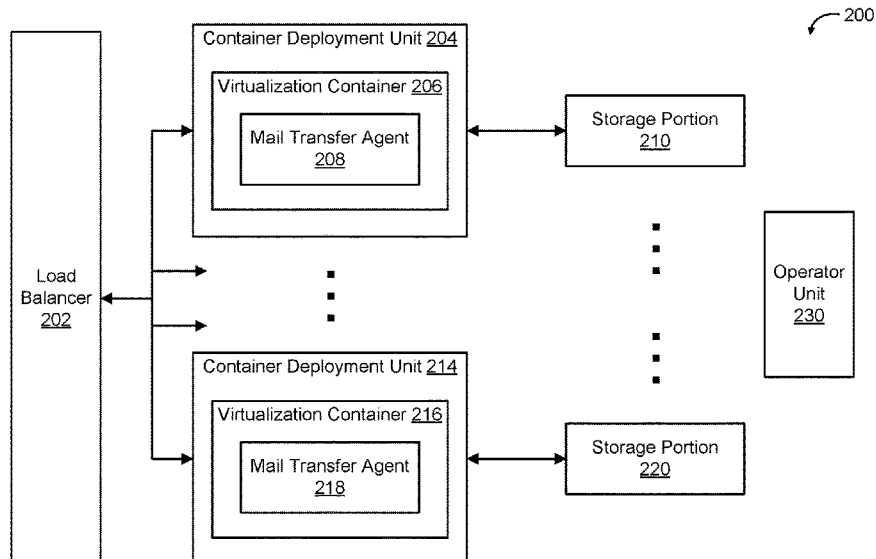 200
Container Deployment Unit 204
Virtualization Container 206
Mail Transfer Agent
208
Storage Portion
210
Load
Balancer
202
Operator
Unit
230
Container Deployment Unit 214
Virtualization Container 216
Mail Transfer Agent
218
Storage Portion
220